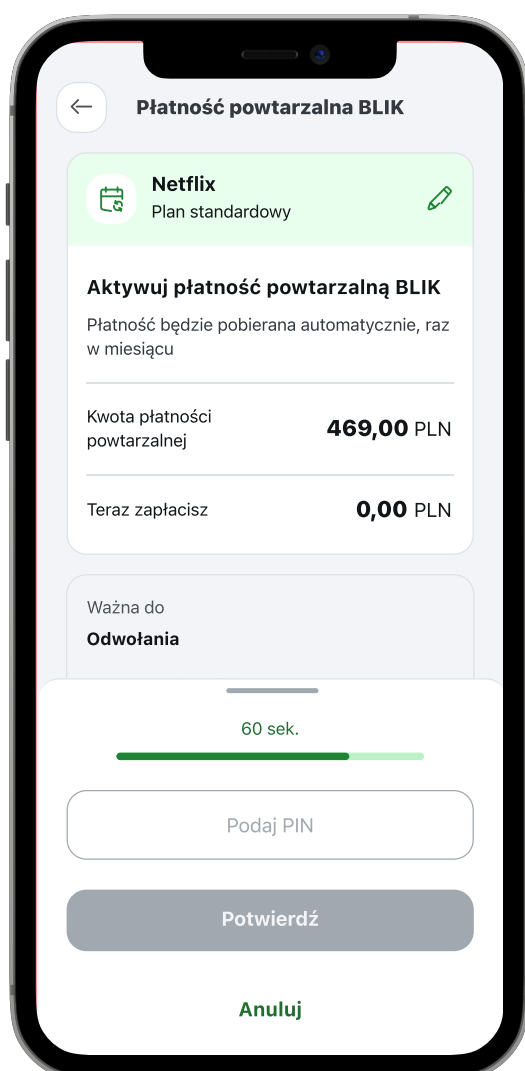 Płatność powtarzalna BLIK
Netflix
Plan standardowy
Aktywuj płatność powtarzalną BLIK
Płatność będzie pobierana automatycznie, raz
w miesiącu
Kwota płatności
powtarzalnej
469,00 PLN
Teraz zapłacisz
0,00 PLN
Ważna do
Odwołania
60 sek.
Podaj PIN
Potwierdź
Anuluj